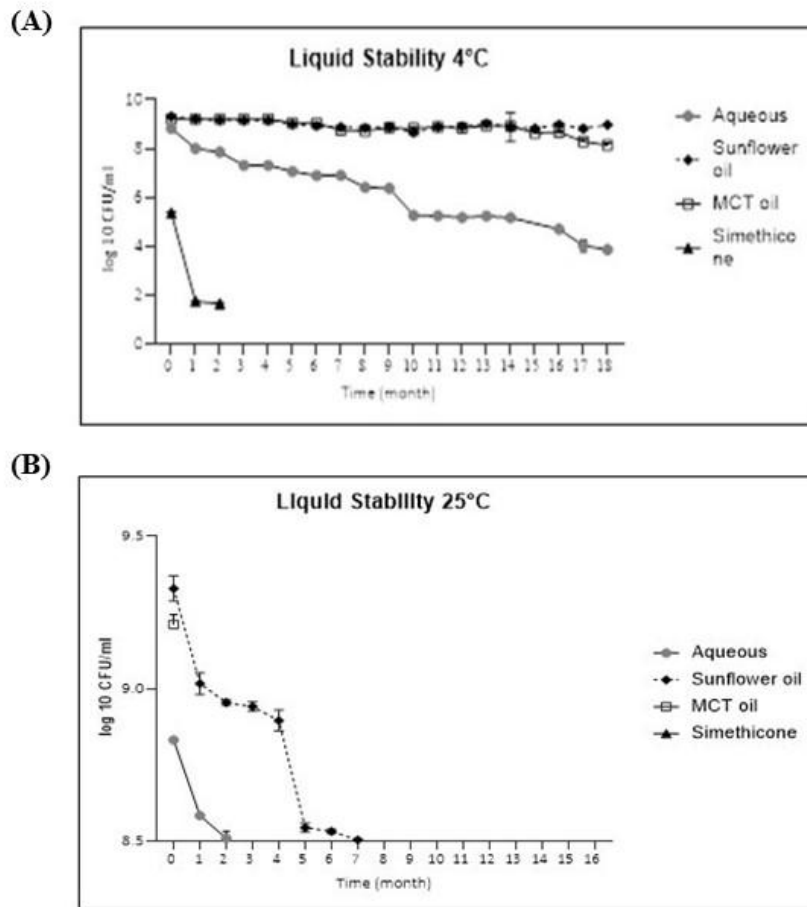 (A)
Liquid Stability 4°C
10
8
6
4
2
0
log 10 CFU/ml
0 1 2 3 4 5 6 7 8 9 10 11 12 13 14 15 16 17 18
Time (month)
Aqueous
Sunflower
oil
MCT oil
Simethico
ne
(B)
Liquid Stability 25°C
9.5
9.0
8.5
log 10 CFU/ml
0 1 2 3 4 5 6 7 8 9 10 11 12 13 14 15 16
Time (month)
Aqueous
Sunflower oil
MCT oil
Simethicone